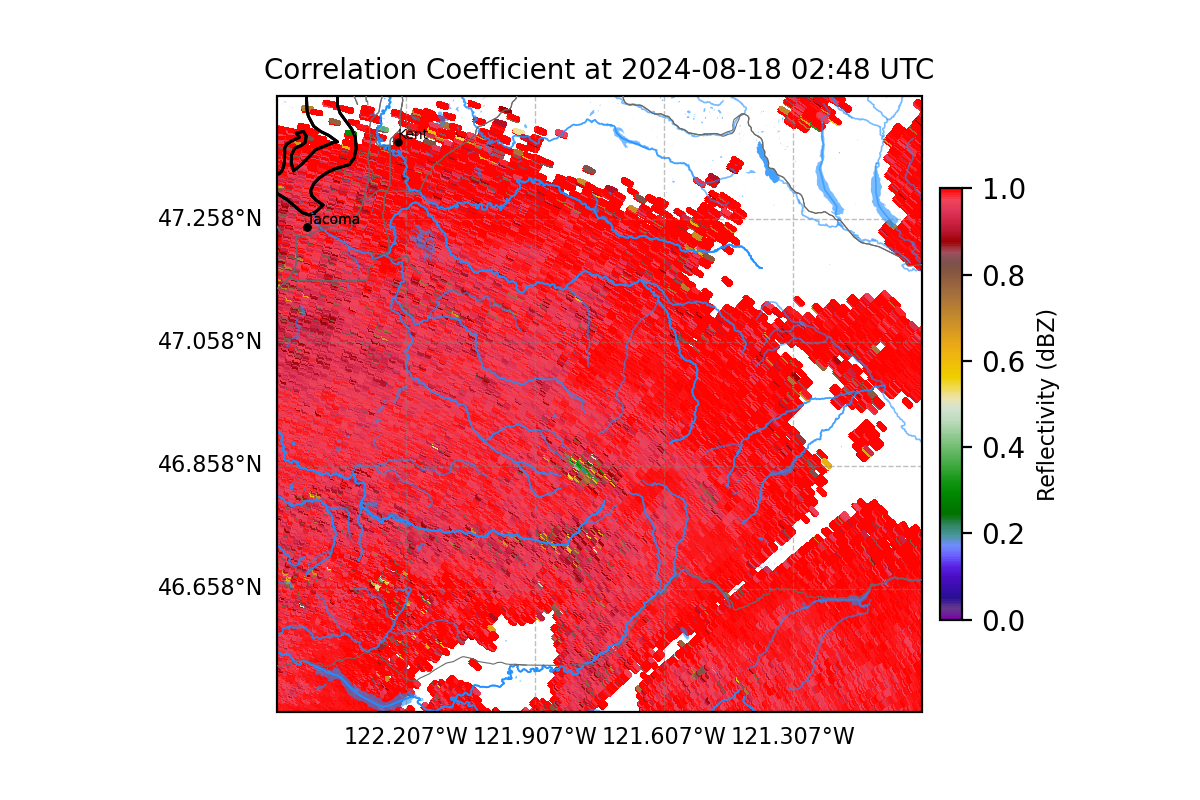 Correlation Coefficient at 2024-08-18 02:48 UTC
Kent
Tacoma
47.258°N
47.058°N
46.858°N
46.658°N
122.207°W 121.907°W 121.607°W 121.307°W
1.0
0.8
0.6
0.4
0.2
0.0
Reflectivity (dBZ)